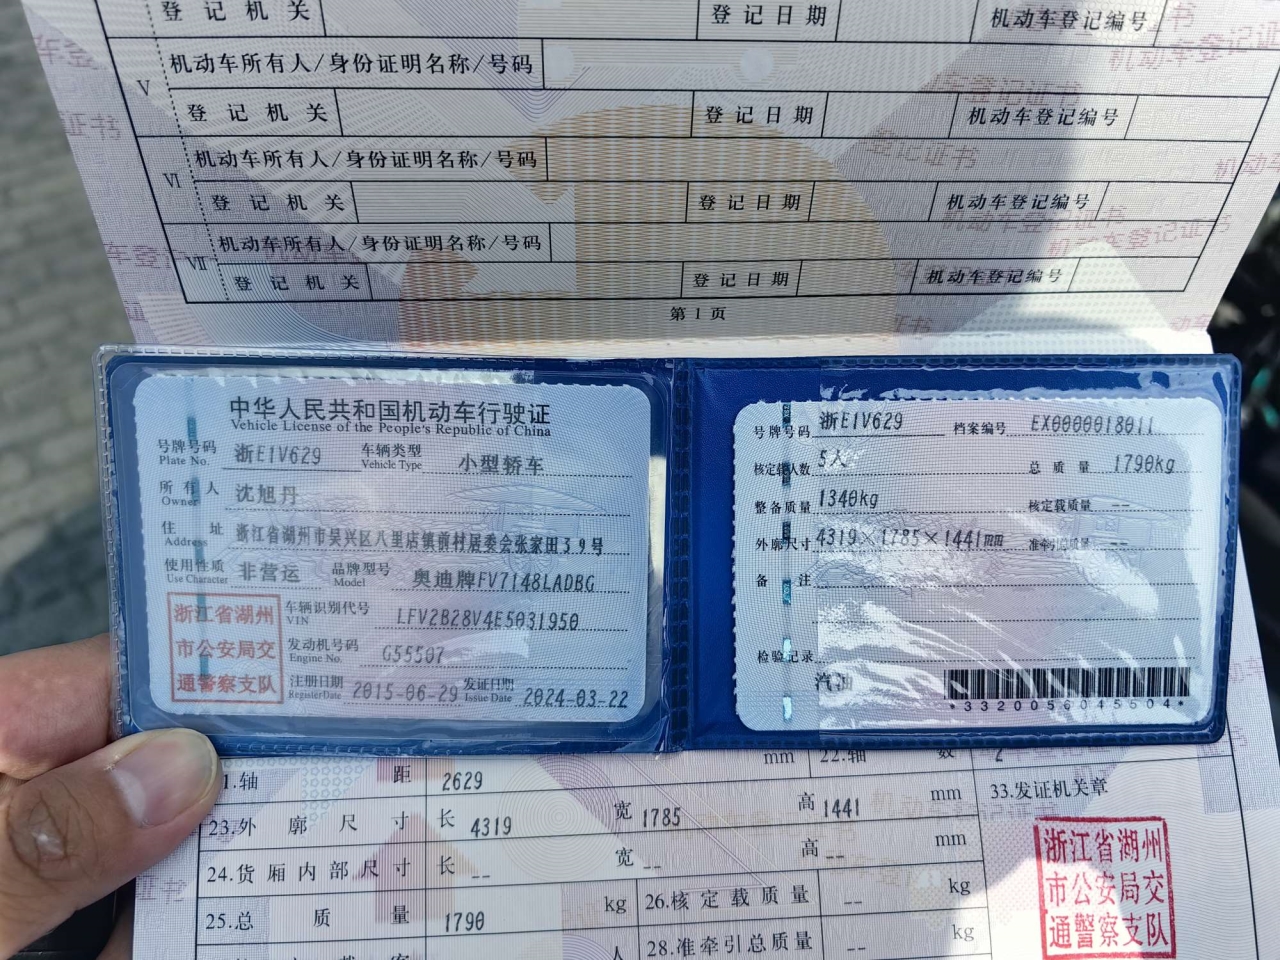 登记机关 登记日期 机动车登记编号
V 机动车所有人/身份证明名称/号码
登记机关 登记日期 机动车登记编号
VI 机动车所有人/身份证明名称/号码
登记机关 登记日期 机动车登记编号
VII 机动车所有人/身份证明名称/号码
登记机关 登记日期 机动车登记编号
第 1 页
中华人民共和国机动车行驶证
Vehicle License of the People's Republic of China
号牌号码 浙E1V629 车辆类型 小型轿车
Plate No. Vehicle Type
所有人 沈旭丹
Owner
住址 浙江省湖州市吴兴区八里店镇前村居委会张家田39号
Address
使用性质 非营运 品牌型号 奥迪牌FV7148LADBG
Use Character Model
浙江省湖州
市公安局交
通警察支队
车辆识别代号 LFV2B28V4E5031950
VIN
发动机号码 G55507
Engine No.
注册日期 2015-06-29 发证日期 2024-03-22
Register Date Issue Date
号牌号码 浙E1V629 档案编号 EX0000018011
核定载人数 5人 总质量 1790kg
整备质量 1340kg 核定载质量 --
外廓尺寸 4319×1785×1441mm 准牵引总质量 --
备注
检验记录
汽油
*3320056045504*
轴距 2629 mm 22.轴数 2
23.外廓尺寸 长 4319 宽 1785 高 1441 mm
24.货厢内部尺寸 长 -- 宽 -- 高 -- mm
25.总质量 1790 kg 26.核定载质量 -- kg
28.准牵引总质量 -- kg
33.发证机关章
浙江省湖州
市公安局交
通警察支队